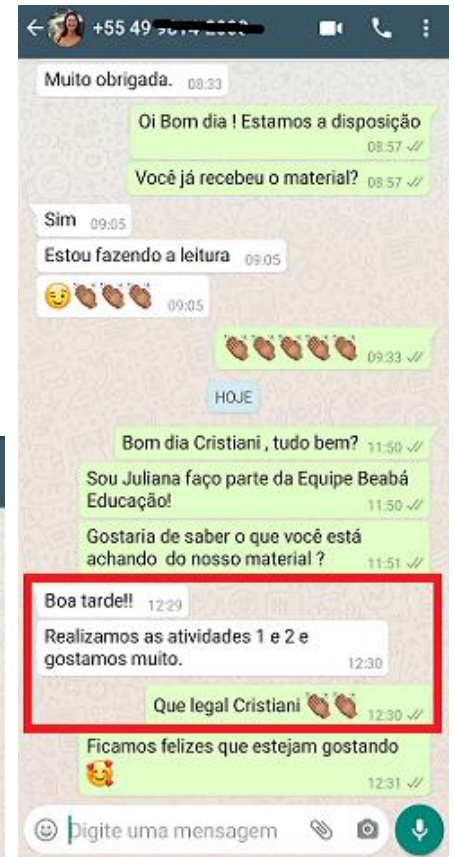 +55 49
Muito obrigada. 08:33
Oi Bom dia ! Estamos a disposição
08:57
Você já recebeu o material? 08:57
Sim 09:05
Estou fazendo a leitura 09:05
09:05
09:33
HOJE
Bom dia Cristiani , tudo bem? 11:50
Sou Juliana faço parte da Equipe Beabá
Educação! 11:50
Gostaria de saber o que você está
achando do nosso material ? 11:51
Boa tarde!! 12:29
Realizamos as atividades 1 e 2 e
gostamos muito. 12:30
Que legal Cristiani 12:30
Ficamos felizes que estejam gostando
12:31
Digite uma mensagem